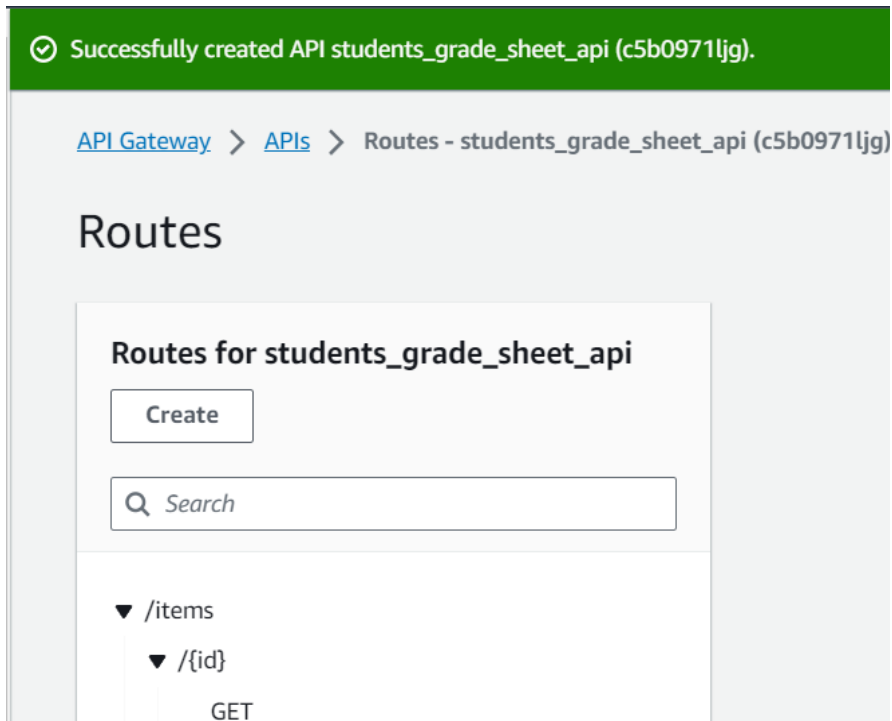 Successfully created API students_grade_sheet_api (c5b0971ljg).
API Gateway > APIs > Routes - students_grade_sheet_api (c5b0971ljg)
Routes
Routes for students_grade_sheet_api
Create
Search
/items
/{id}
GET